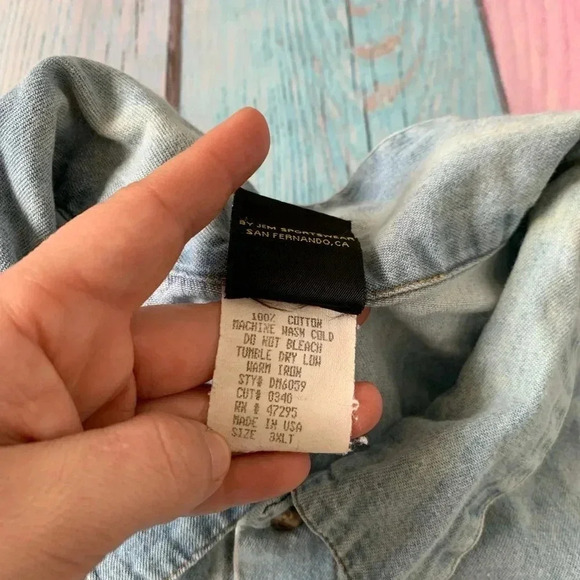 BY JEM SPORTSWEAR
SAN FERNANDO, CA
100% COTTON
MACHINE WASH COLD
DO NOT BLEACH
TUMBLE DRY LOW
WARM IRON
STY# DM6059
CUT# 0340
RN # 47295
MADE IN USA
SIZE 3XLT